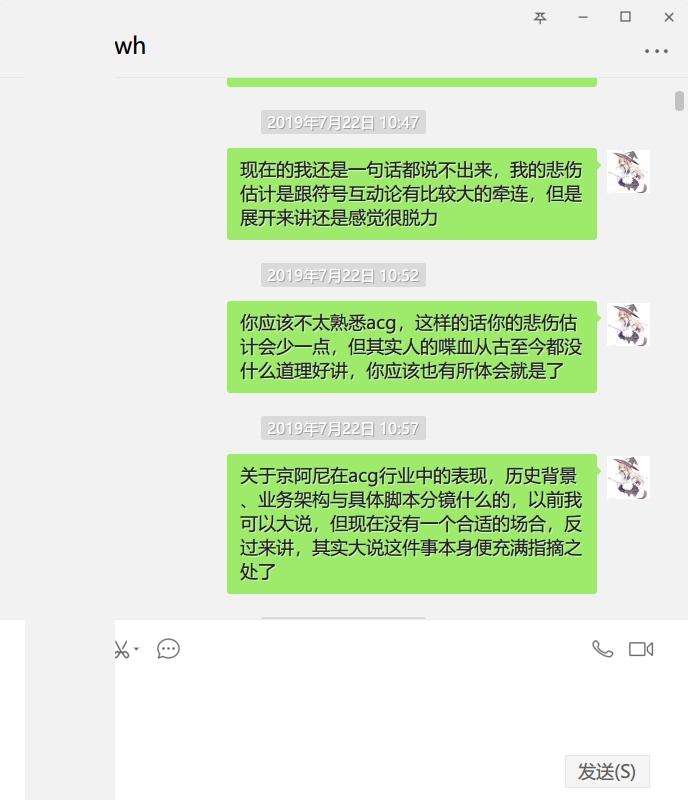 wh
2019年7月22日 10:47
现在的我还是一句话都说不出来，我的悲伤
估计是跟符号互动论有比较大的牵连，但是
展开来讲还是感觉很脱力
2019年7月22日 10:52
你应该不太熟悉acg，这样的话你的悲伤估
计会少一点，但其实人的喋血从古至今都没
什么道理好讲，你应该也有所体会就是了
2019年7月22日 10:57
关于京阿尼在acg行业中的表现，历史背景
、业务架构与具体脚本分镜什么的，以前我
可以大说，但现在没有一个合适的场合，反
过来讲，其实大说这件事本身便充满指摘之
处了
发送(S)